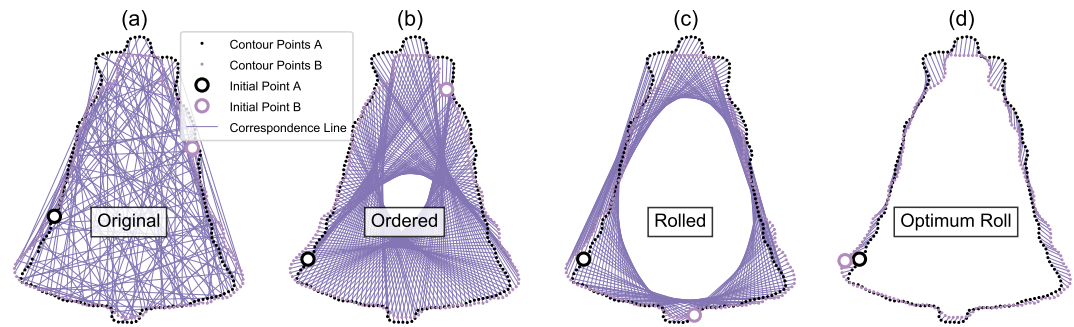 (a)
(b)
(c)
(d)
Contour Points A
Contour Points B
Initial Point A
Initial Point B
Correspondence Line
Original
Ordered
Rolled
Optimum Roll